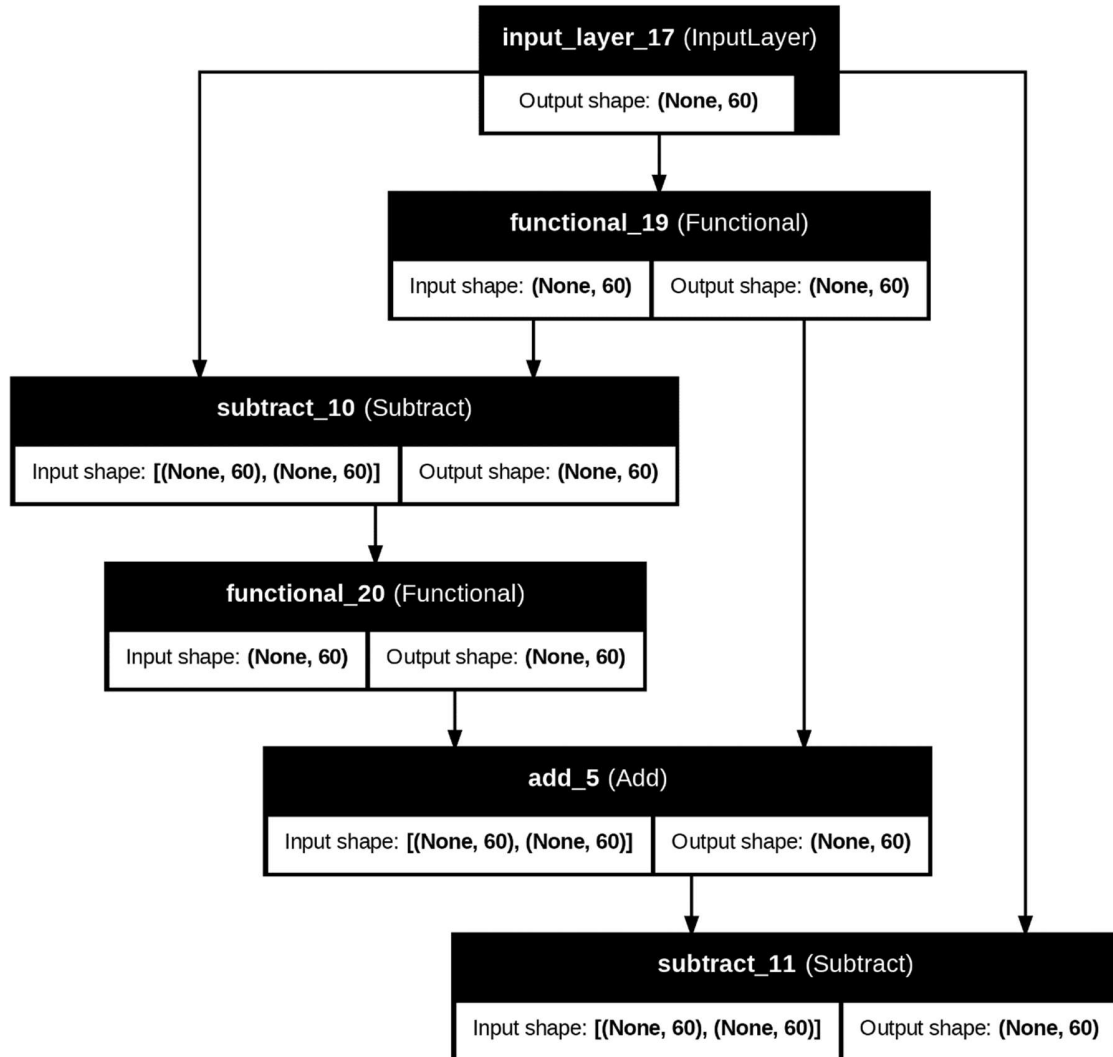 input_layer_17 (InputLayer)
Output shape: (None, 60)
functional_19 (Functional)
Input shape: (None, 60) Output shape: (None, 60)
subtract_10 (Subtract)
Input shape: [(None, 60), (None, 60)] Output shape: (None, 60)
functional_20 (Functional)
Input shape: (None, 60) Output shape: (None, 60)
add_5 (Add)
Input shape: [(None, 60), (None, 60)] Output shape: (None, 60)
subtract_11 (Subtract)
Input shape: [(None, 60), (None, 60)] Output shape: (None, 60)